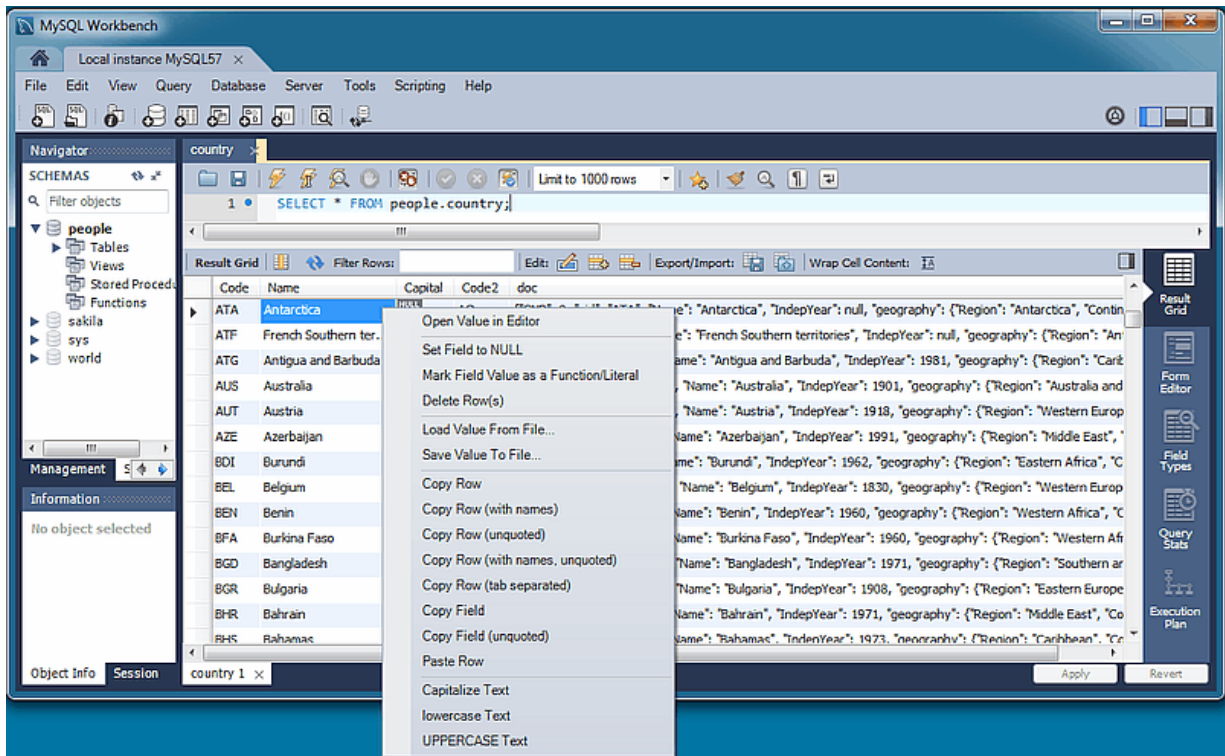 MySQL Workbench
Local instance MySQL57
File Edit View Query Database Server Tools Scripting Help
Navigator
SCHEMAS
Filter objects
people
Tables
Views
Stored Procedu
Functions
sakila
sys
world
Management S
Information
No object selected
Object Info Session
country
Limit to 1000 rows
1 SELECT * FROM people.country;
Result Grid Filter Rows: Edit: Export/Import: Wrap Cell Content:
Code Name Capital Code2 doc
ATA Antarctica NULL "Antarctica", "IndepYear": null, "geography": {"Region": "Antarctica", "Contin
ATF French Southern ter... "French Southern territories", "IndepYear": null, "geography": {"Region": "An
ATG Antigua and Barbuda "Antigua and Barbuda", "IndepYear": 1981, "geography": {"Region": "Carib
AUS Australia , "Name": "Australia", "IndepYear": 1901, "geography": {"Region": "Australia and
AUT Austria , "Name": "Austria", "IndepYear": 1918, "geography": {"Region": "Western Europ
AZE Azerbaijan Name": "Azerbaijan", "IndepYear": 1991, "geography": {"Region": "Middle East",
BDI Burundi me": "Burundi", "IndepYear": 1962, "geography": {"Region": "Eastern Africa", "C
BEL Belgium "Name": "Belgium", "IndepYear": 1830, "geography": {"Region": "Western Europ
BEN Benin Name": "Benin", "IndepYear": 1960, "geography": {"Region": "Western Africa", "C
BFA Burkina Faso Name": "Burkina Faso", "IndepYear": 1960, "geography": {"Region": "Western Afr
BGD Bangladesh "Name": "Bangladesh", "IndepYear": 1971, "geography": {"Region": "Southern ar
BGR Bulgaria "Name": "Bulgaria", "IndepYear": 1908, "geography": {"Region": "Eastern Europe
BHR Bahrain Name": "Bahrain", "IndepYear": 1971, "geography": {"Region": "Middle East", "Co
BHS Bahamas Name": "Bahamas", "IndepYear": 1973, "geography": {"Region": "Caribbean", "Cc
Open Value in Editor
Set Field to NULL
Mark Field Value as a Function/Literal
Delete Row(s)
Load Value From File...
Save Value To File...
Copy Row
Copy Row (with names)
Copy Row (unquoted)
Copy Row (with names, unquoted)
Copy Row (tab separated)
Copy Field
Copy Field (unquoted)
Paste Row
Capitalize Text
lowercase Text
UPPERCASE Text
Result
Grid
Form
Editor
Field
Types
Query
Stats
Execution
Plan
country 1
Apply Revert